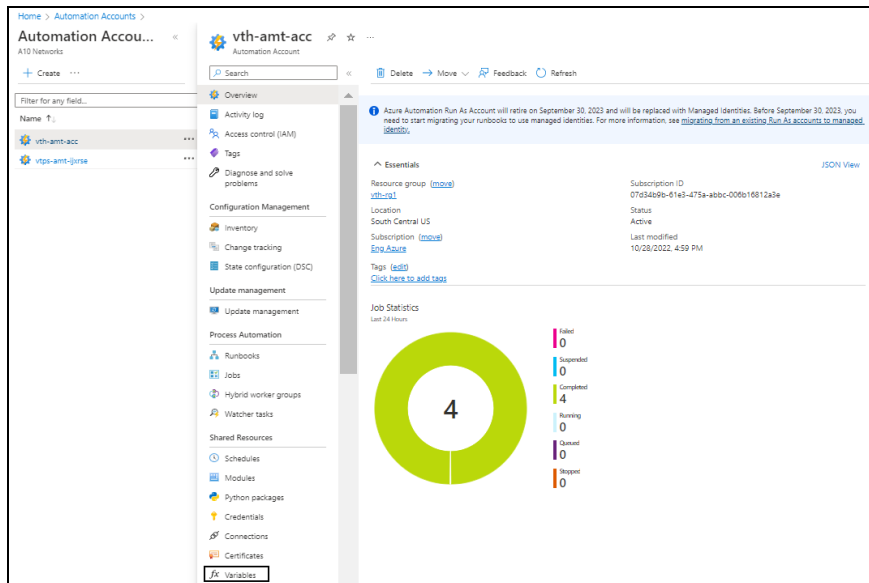 Home > Automation Accounts >
Automation Accou...
A10 Networks
+ Create ...
Filter for any field...
Name ↑↓
vth-amt-acc ...
vtps-amt-ijxrse ...
vth-amt-acc ...
Automation Account
Search
Overview
Activity log
Access control (IAM)
Tags
Diagnose and solve
problems
Configuration Management
Inventory
Change tracking
State configuration (DSC)
Update management
Update management
Process Automation
Runbooks
Jobs
Hybrid worker groups
Watcher tasks
Shared Resources
Schedules
Modules
Python packages
Credentials
Connections
Certificates
fx Variables
Delete Move Feedback Refresh
Azure Automation Run As Account will retire on September 30, 2023 and will be replaced with Managed Identities. Before September 30, 2023, you
need to start migrating your runbooks to use managed identities. For more information, see migrating from an existing Run As accounts to managed
identity.
Essentials JSON View
Resource group (move)
vth-rg1
Location
South Central US
Subscription (move)
Eng Azure
Tags (edit)
Click here to add tags
Subscription ID
07d34b9b-61e3-475a-abbc-006b16812a3e
Status
Active
Last modified
10/28/2022, 4:59 PM
Job Statistics
Last 24 Hours
4
Failed
0
Suspended
0
Completed
4
Running
0
Queued
0
Stopped
0